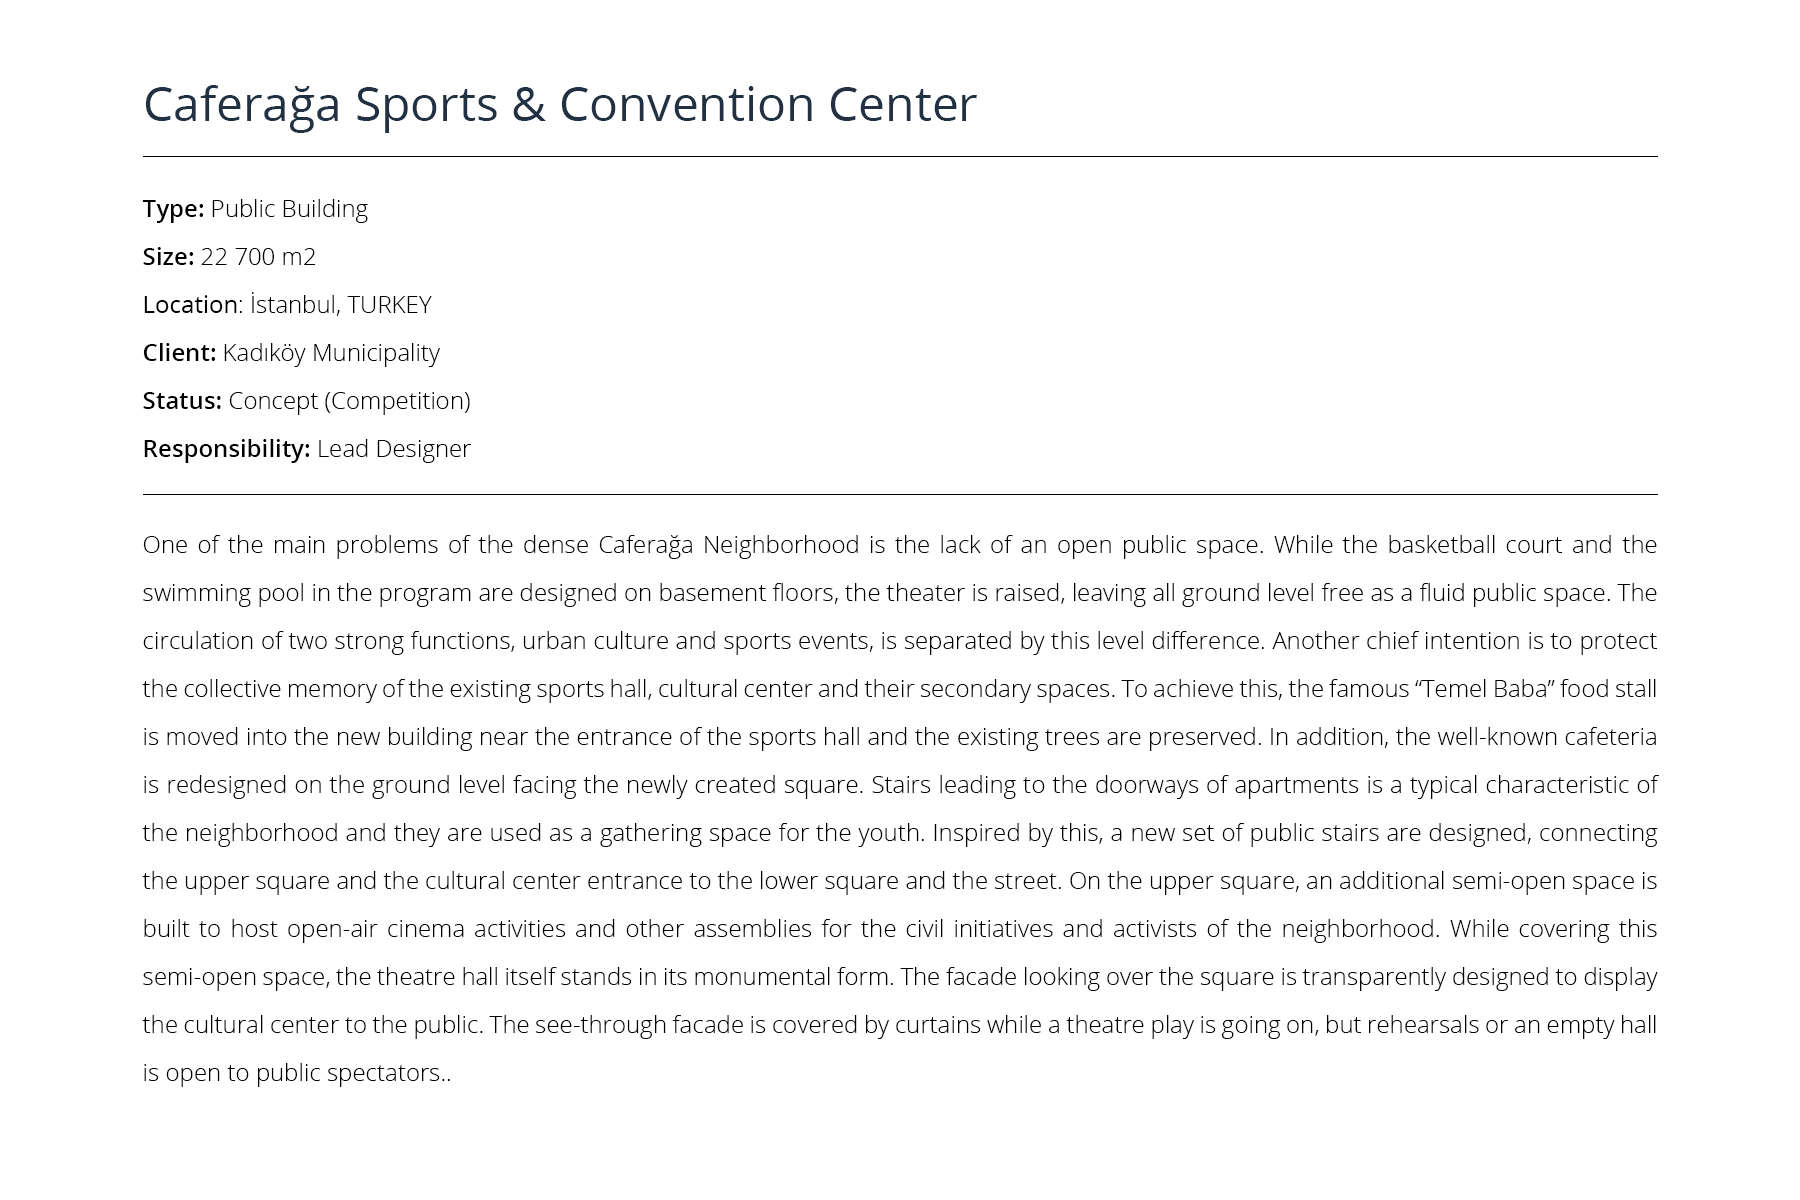 Caferağa Sports & Convention Center
Type: Public Building
Size: 22 700 m2
Location: İstanbul, TURKEY
Client: Kadıköy Municipality
Status: Concept (Competition)
Responsibility: Lead Designer
One of the main problems of the dense Caferağa Neighborhood is the lack of an open public space. While the basketball court and the
swimming pool in the program are designed on basement floors, the theater is raised, leaving all ground level free as a fluid public space. The
circulation of two strong functions, urban culture and sports events, is separated by this level difference. Another chief intention is to protect
the collective memory of the existing sports hall, cultural center and their secondary spaces. To achieve this, the famous “Temel Baba” food stall
is moved into the new building near the entrance of the sports hall and the existing trees are preserved. In addition, the well-known cafeteria
is redesigned on the ground level facing the newly created square. Stairs leading to the doorways of apartments is a typical characteristic of
the neighborhood and they are used as a gathering space for the youth. Inspired by this, a new set of public stairs are designed, connecting
the upper square and the cultural center entrance to the lower square and the street. On the upper square, an additional semi-open space is
built to host open-air cinema activities and other assemblies for the civil initiatives and activists of the neighborhood. While covering this
semi-open space, the theatre hall itself stands in its monumental form. The facade looking over the square is transparently designed to display
the cultural center to the public. The see-through facade is covered by curtains while a theatre play is going on, but rehearsals or an empty hall
is open to public spectators..